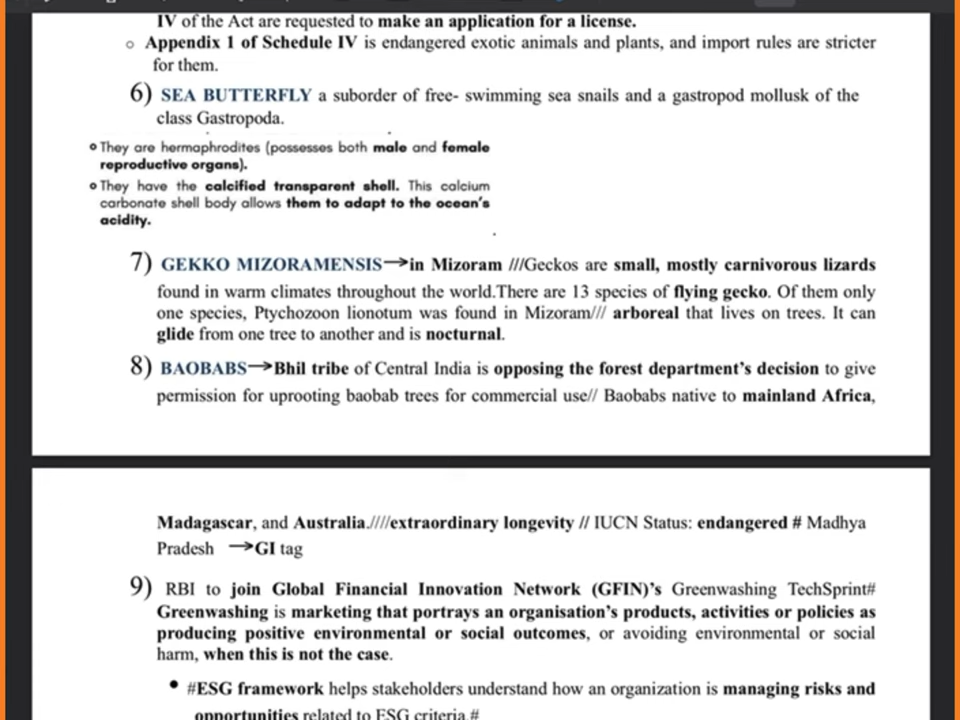 IV of the Act are requested to make an application for a license.
○ Appendix 1 of Schedule IV is endangered exotic animals and plants, and import rules are stricter
for them.
6) SEA BUTTERFLY a suborder of free- swimming sea snails and a gastropod mollusk of the
class Gastropoda.
They are hermaphrodites (possesses both male and female
reproductive organs).
They have the calcified transparent shell. This calcium
carbonate shell body allows them to adapt to the ocean's
acidity.
7) GEKKO MIZORAMENSIS→in Mizoram ///Geckos are small, mostly carnivorous lizards
found in warm climates throughout the world.There are 13 species of flying gecko. Of them only
one species, Ptychozoon lionotum was found in Mizoram/// arboreal that lives on trees. It can
glide from one tree to another and is nocturnal.
8) BAOBABS→Bhil tribe of Central India is opposing the forest department's decision to give
permission for uprooting baobab trees for commercial use// Baobabs native to mainland Africa,
Madagascar, and Australia.////extraordinary longevity // IUCN Status: endangered # Madhya
Pradesh →GI tag
9) RBI to join Global Financial Innovation Network (GFIN)'s Greenwashing TechSprint#
Greenwashing is marketing that portrays an organisation's products, activities or policies as
producing positive environmental or social outcomes, or avoiding environmental or social
harm, when this is not the case.
• #ESG framework helps stakeholders understand how an organization is managing risks and
opportunities related to ESG criteria.#